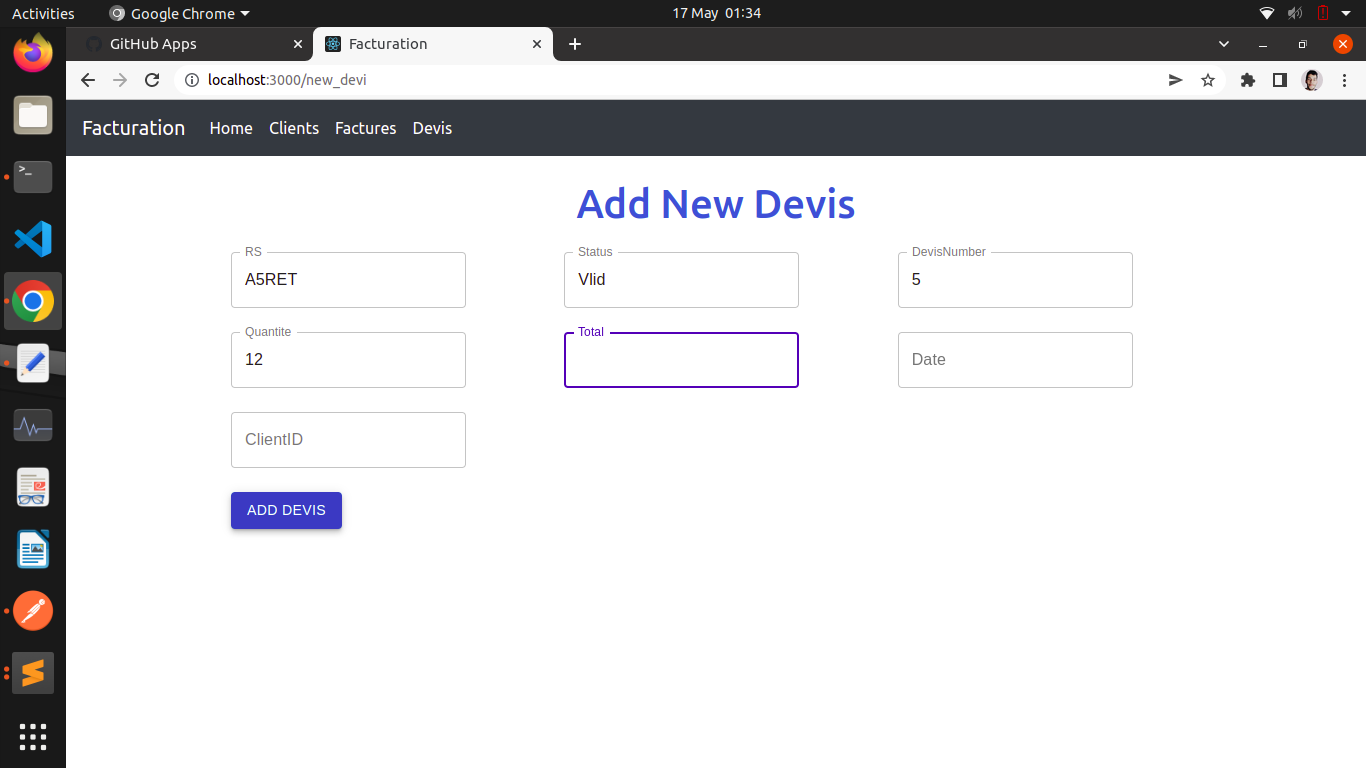 Activities Google Chrome 17 May 01:34
GitHub Apps Facturation
localhost:3000/new_devi
Facturation Home Clients Factures Devis
Add New Devis
RS Status DevisNumber
A5RET Vlid 5
Quantite Total
12 Date
ClientID
ADD DEVIS